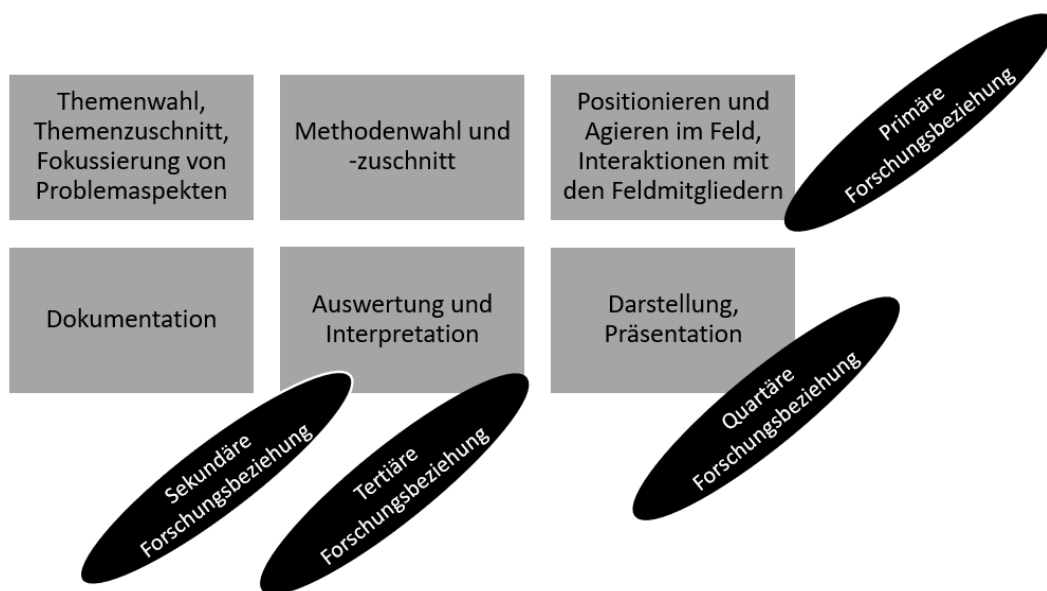 Themenwahl,
Themenzuschnitt,
Fokussierung von
Problemaspekten
Methodenwahl und
-zuschnitt
Positionieren und
Agieren im Feld,
Interaktionen mit
den Feldmitgliedern
Primäre
Forschungsbeziehung
Dokumentation
Auswertung und
Interpretation
Darstellung,
Präsentation
Sekundäre
Forschungsbeziehung
Tertiäre
Forschungsbeziehung
Quartäre
Forschungsbeziehung